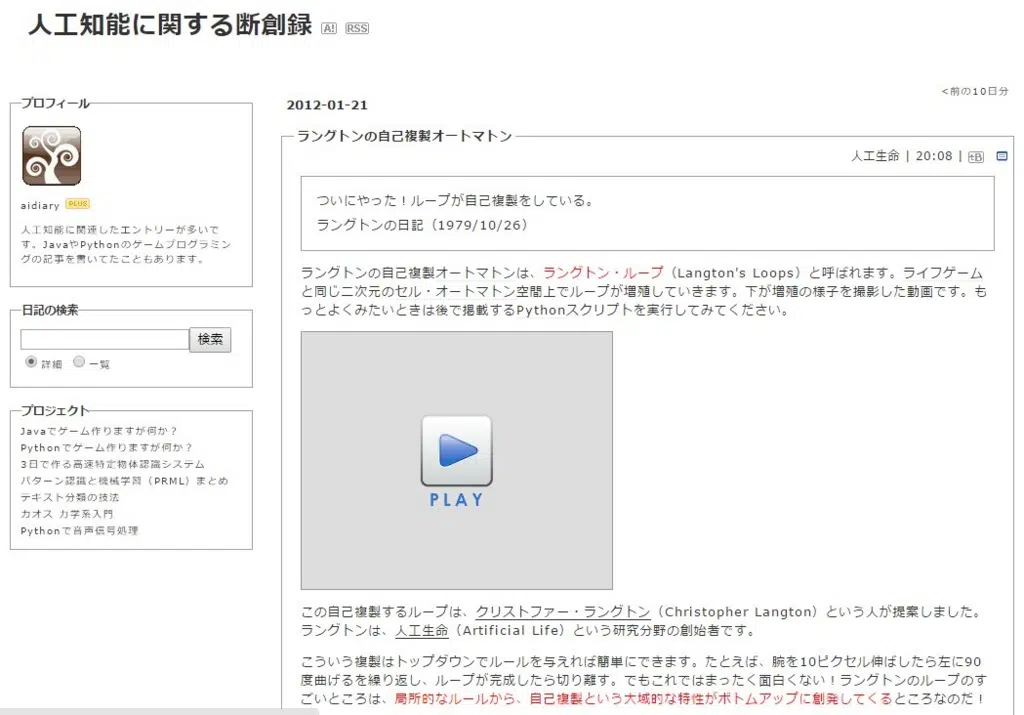 人工知能に関する断創録 A! RSS
<前の10日分
プロフィール
aidiary PLUS
人工知能に関連したエントリーが多いで
す。JavaやPythonのゲームプログラミン
グの記事を書いてたこともあります。
日記の検索
検索
詳細 一覧
プロジェクト
Javaでゲーム作りますが何か？
Pythonでゲーム作りますが何か？
3日で作る高速特定物体認識システム
パターン認識と機械学習（PRML）まとめ
テキスト分類の技法
カオス 力学系入門
Pythonで音声信号処理
2012-01-21
ラングトンの自己複製オートマトン
人工生命 | 20:08 |
ついにやった！ループが自己複製をしている。
ラングトンの日記（1979/10/26）
ラングトンの自己複製オートマトンは、ラングトン・ループ（Langton's Loops）と呼ばれます。ライフゲーム
と同じ二次元のセル・オートマトン空間上でループが増殖していきます。下が増殖の様子を撮影した動画です。も
っとよくみたいときは後で掲載するPythonスクリプトを実行してみてください。
PLAY
この自己複製するループは、クリストファー・ラングトン（Christopher Langton）という人が提案しました。
ラングトンは、人工生命（Artificial Life）という研究分野の創始者です。
こういう複製はトップダウンでルールを与えれば簡単にできます。たとえば、腕を10ピクセル伸ばしたら左に90
度曲げるを繰り返し、ループが完成したら切り離す。でもこれではまったく面白くない！ラングトンのループのす
ごいところは、局所的なルールから、自己複製という大域的な特性がボトムアップに創発してくるところなのだ！